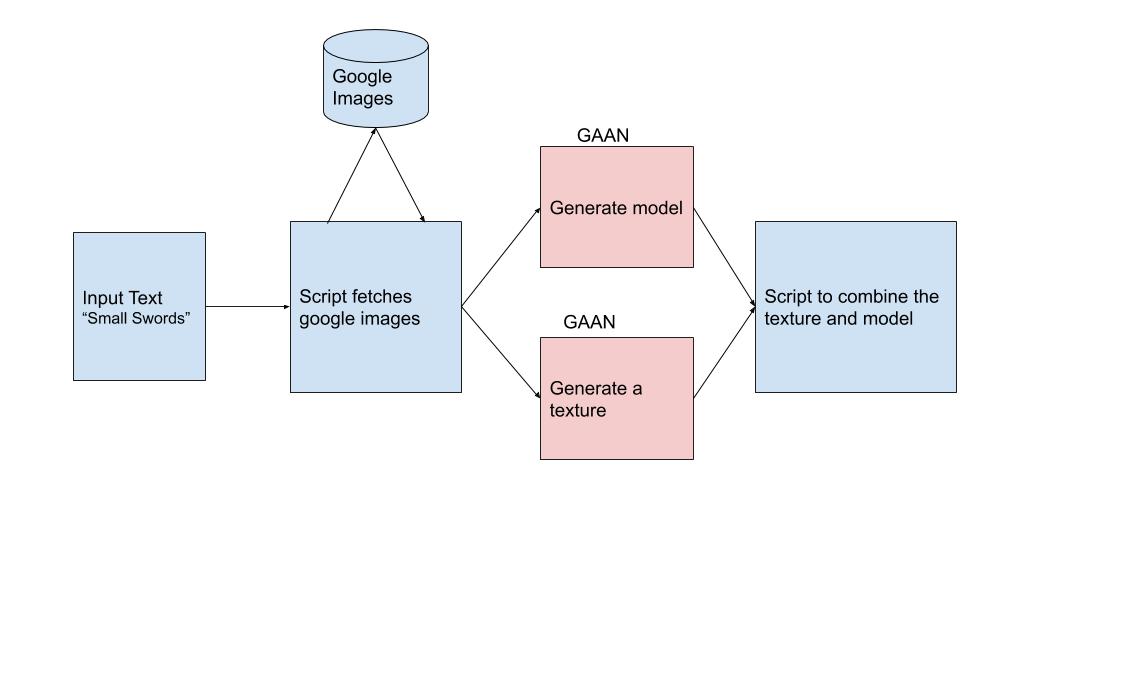 Google
Images
Input Text
“Small Swords”
Script fetches
google images
GAAN
Generate model
GAAN
Generate a
texture
Script to combine the
texture and model